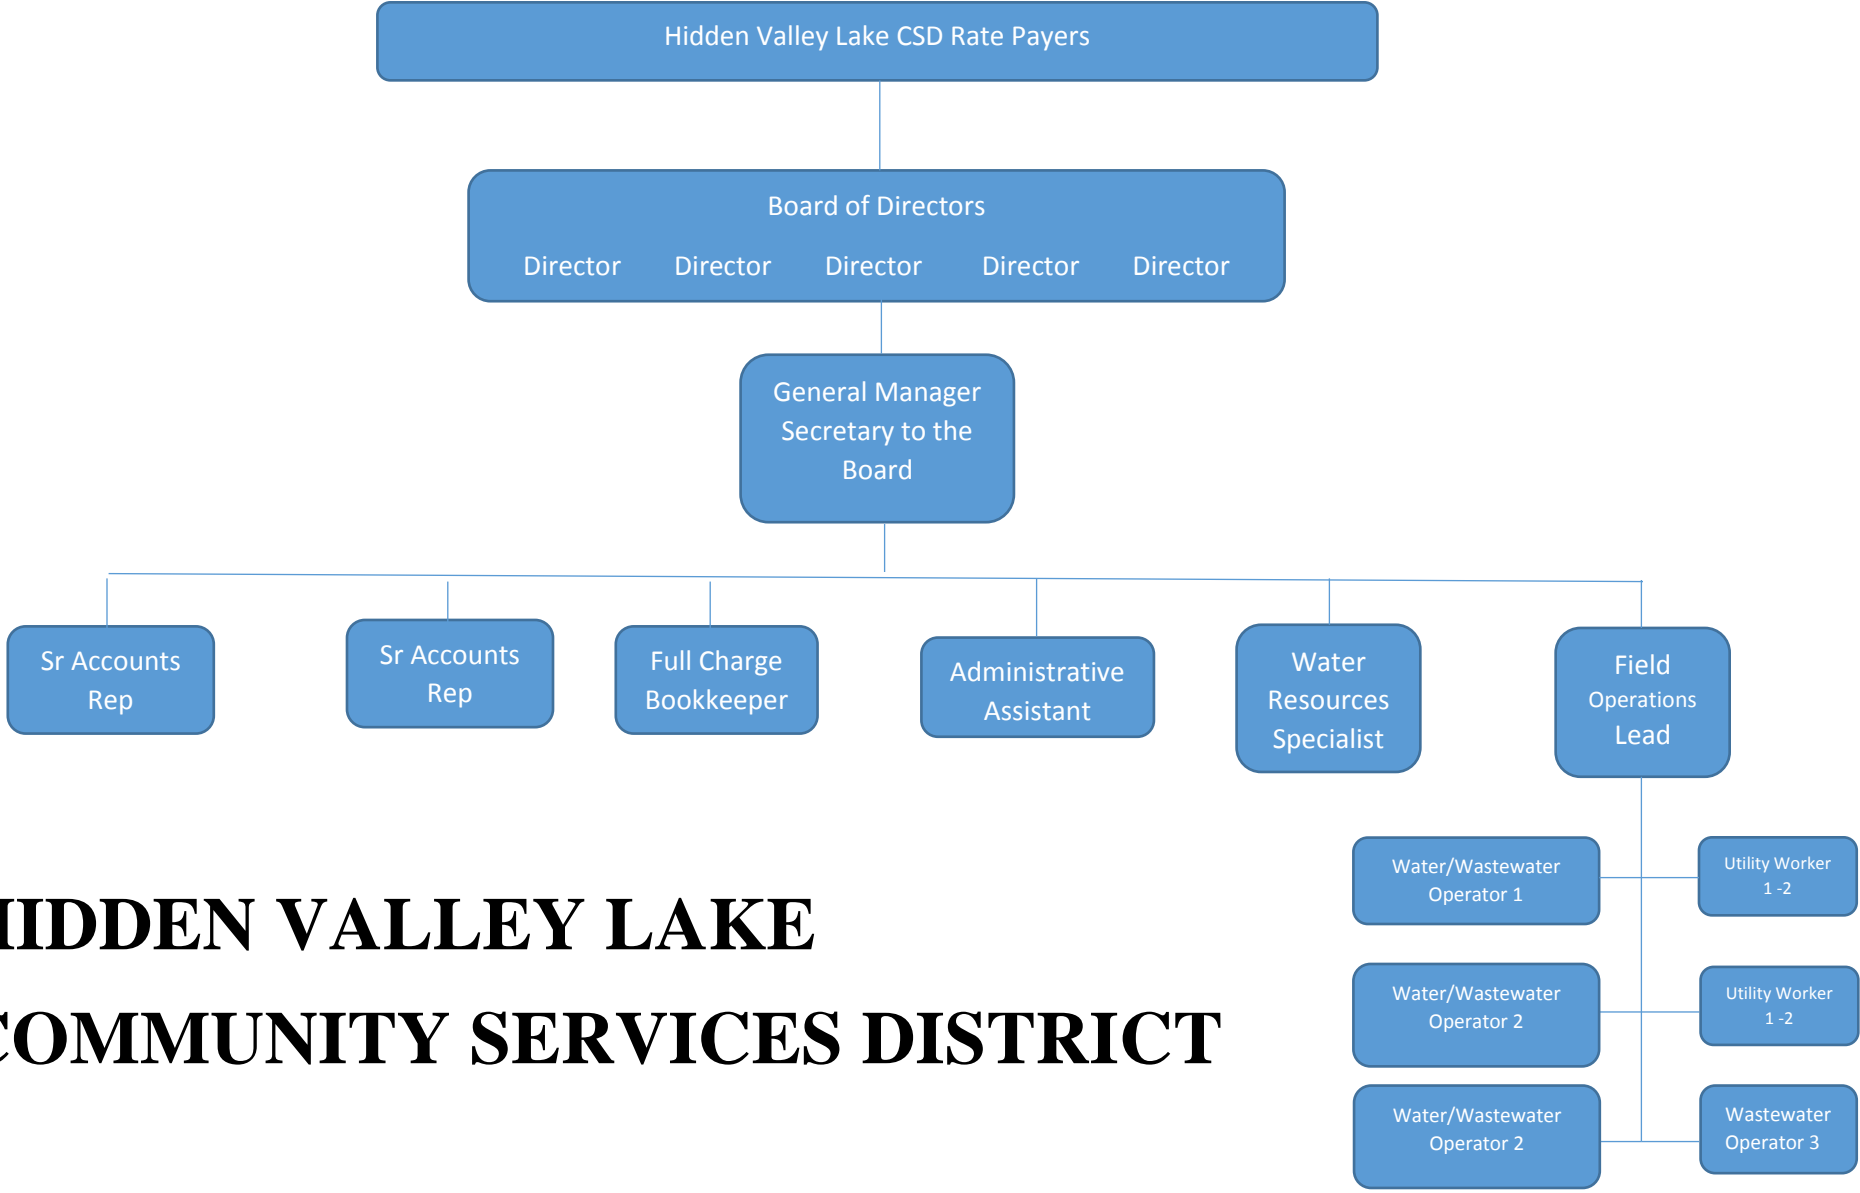 Hidden Valley Lake CSD Rate Payers
Board of Directors
Director Director Director Director Director
General Manager
Secretary to the
Board
Sr Accounts
Rep
Sr Accounts
Rep
Full Charge
Bookkeeper
Administrative
Assistant
Water
Resources
Specialist
Field
Operations
Lead
Water/Wastewater
Operator 1
Utility Worker
1 -2
Water/Wastewater
Operator 2
Utility Worker
1 -2
Water/Wastewater
Operator 2
Wastewater
Operator 3
HIDDEN VALLEY LAKE
COMMUNITY SERVICES DISTRICT